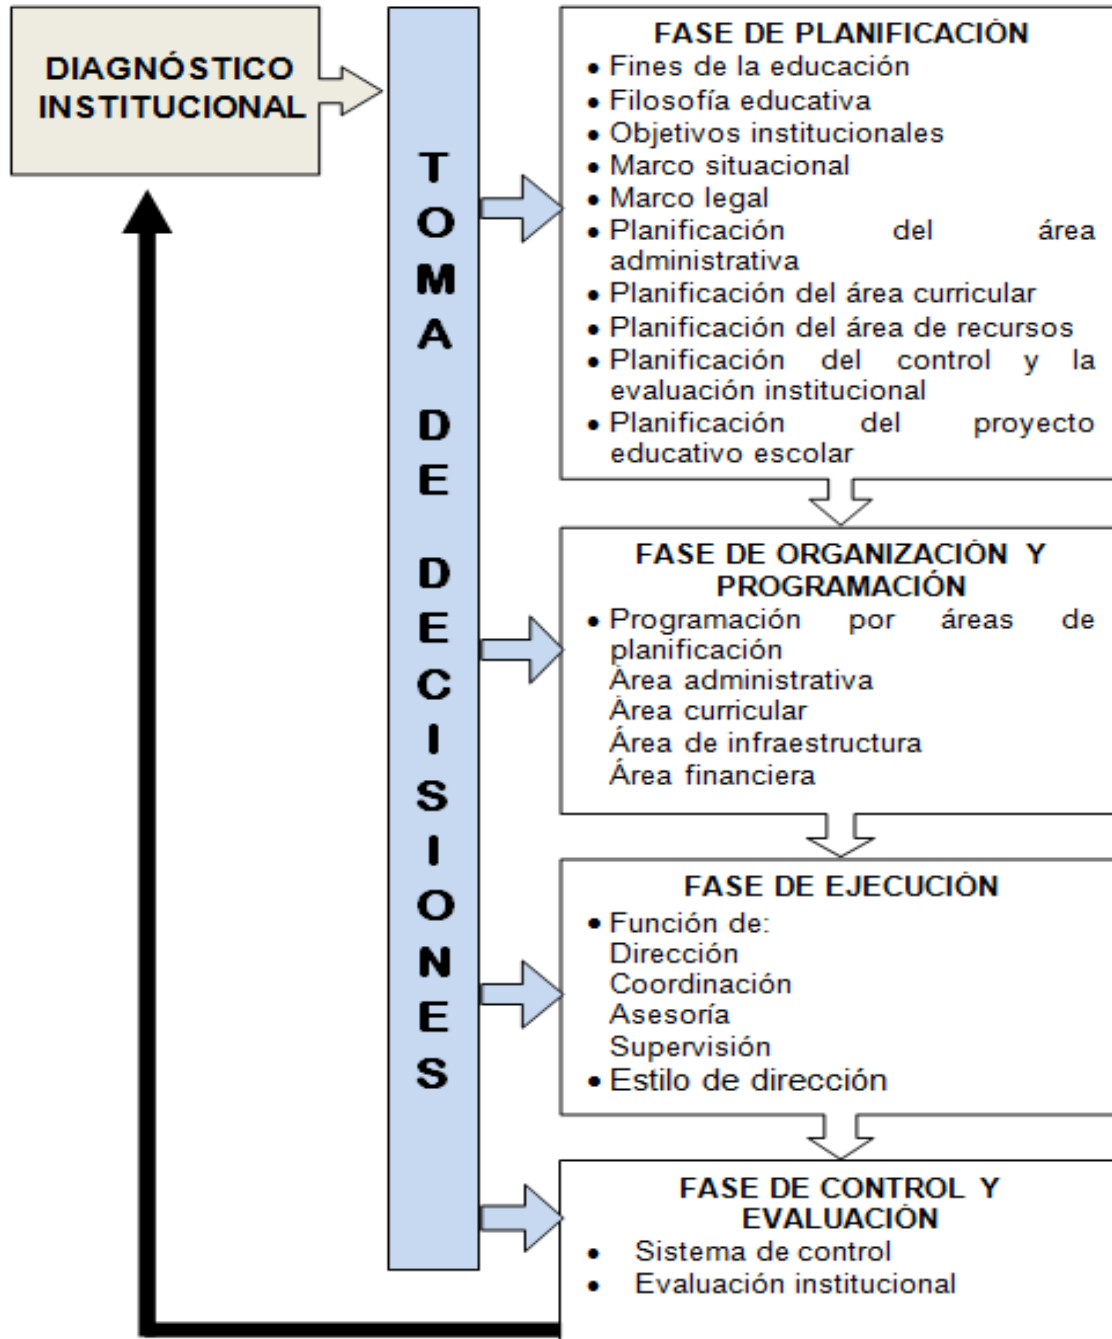 DIAGNÓSTICO
INSTITUCIONAL
TOMA DE DECISIONES
FASE DE PLANIFICACIÓN
• Fines de la educación
• Filosofía educativa
• Objetivos institucionales
• Marco situacional
• Marco legal
• Planificación del área
administrativa
• Planificación del área curricular
• Planificación del área de recursos
• Planificación del control y la
evaluación institucional
• Planificación del proyecto
educativo escolar
FASE DE ORGANIZACIÓN Y
PROGRAMACIÓN
• Programación por áreas de
planificación
Área administrativa
Área curricular
Área de infraestructura
Área financiera
FASE DE EJECUCIÓN
• Función de:
Dirección
Coordinación
Asesoría
Supervisión
• Estilo de dirección
FASE DE CONTROL Y
EVALUACIÓN
• Sistema de control
• Evaluación institucional